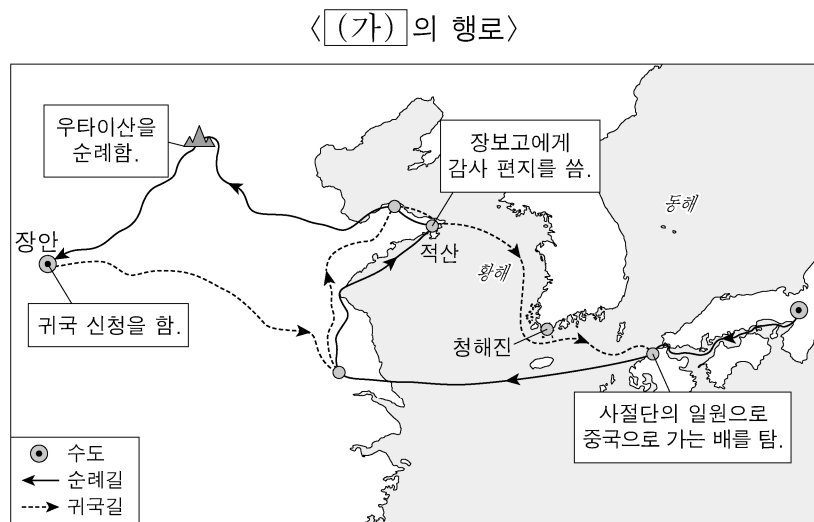 〈(가)의 행로〉
우타이산을
순례함.
장보고에게
감사 편지를 씀.
동해
장안
적산
황해
귀국 신청을 함.
청해진
사절단의 일원으로
중국으로 가는 배를 탐.
수도
순례길
귀국길